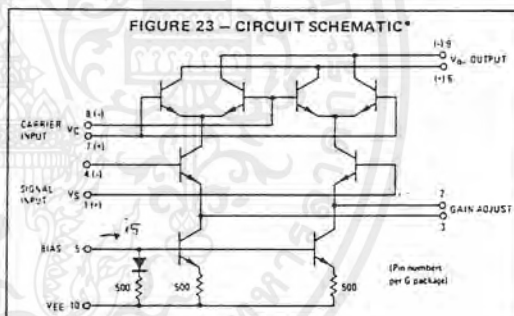 FIGURE 23 – CIRCUIT SCHEMATIC*
(-) 9
Vo, OUTPUT
(+) 6
8 (-)
CARRIER INPUT VC
7 (+)
4 (-)
SIGNAL INPUT VS
1 (+)
2
GAIN ADJUST
3
i5
BIAS 5
(Pin numbers
per G package)
500
500
500
VEE 10